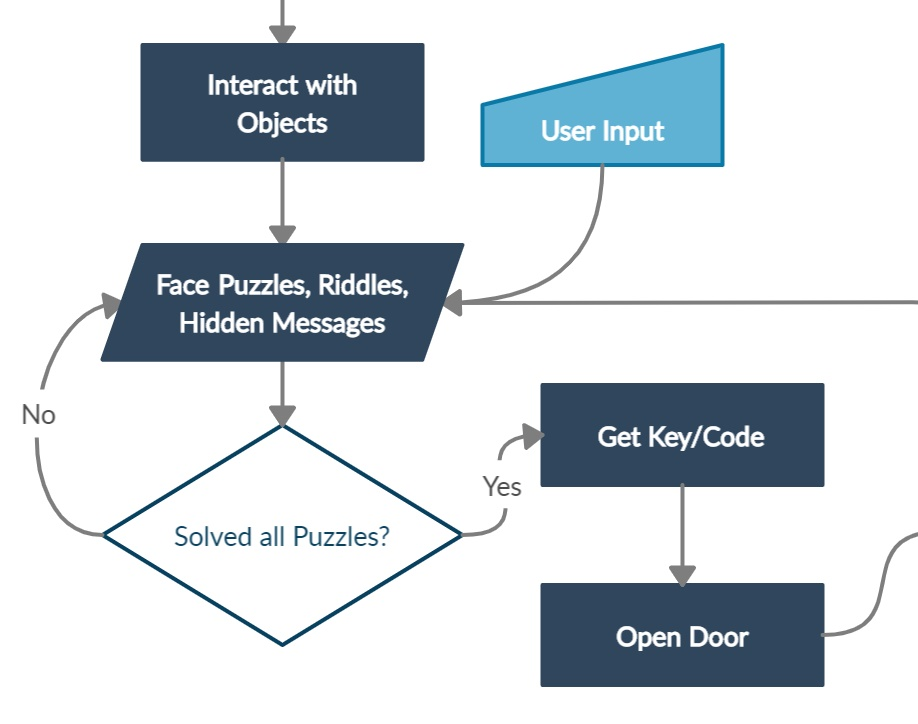 Interact with
Objects
User Input
Face Puzzles, Riddles,
Hidden Messages
No
Get Key/Code
Yes
Solved all Puzzles?
Open Door